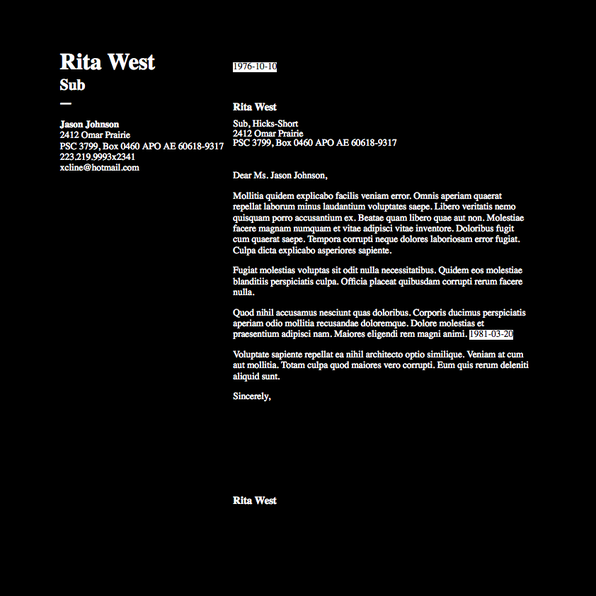 Rita West
Sub
—
Jason Johnson
2412 Omar Prairie
PSC 3799, Box 0460 APO AE 60618-9317
223.219.9993x2341
xcline@hotmail.com
1976-10-10
Rita West
Sub, Hicks-Short
2412 Omar Prairie
PSC 3799, Box 0460 APO AE 60618-9317
Dear Ms. Jason Johnson,
Mollitia quidem explicabo facilis veniam error. Omnis aperiam quaerat
repellat laborum minus laudantium voluptates saepe. Libero veritatis nemo
quisquam porro accusantium ex. Beatae quam libero quae aut non. Molestiae
facere magnam numquam et vitae adipisci vitae inventore. Doloribus fugit
cum quaerat saepe. Tempora corrupti neque dolores laboriosam error fugiat.
Culpa dicta explicabo asperiores sapiente.
Fugiat molestias voluptas sit odit nulla necessitatibus. Quidem eos molestiae
blanditiis perspiciatis culpa. Officia placeat quibusdam corrupti rerum facere
nulla.
Quod nihil accusamus nesciunt quas doloribus. Corporis ducimus perspiciatis
aperiam odio mollitia recusandae doloremque. Dolore molestias et
praesentium adipisci nam. Maiores eligendi rem magni animi. 1981-03-20
Voluptate sapiente repellat ea nihil architecto optio similique. Veniam at cum
aut mollitia. Totam culpa quod maiores vero corrupti. Eum quis rerum deleniti
aliquid sunt.
Sincerely,
Rita West